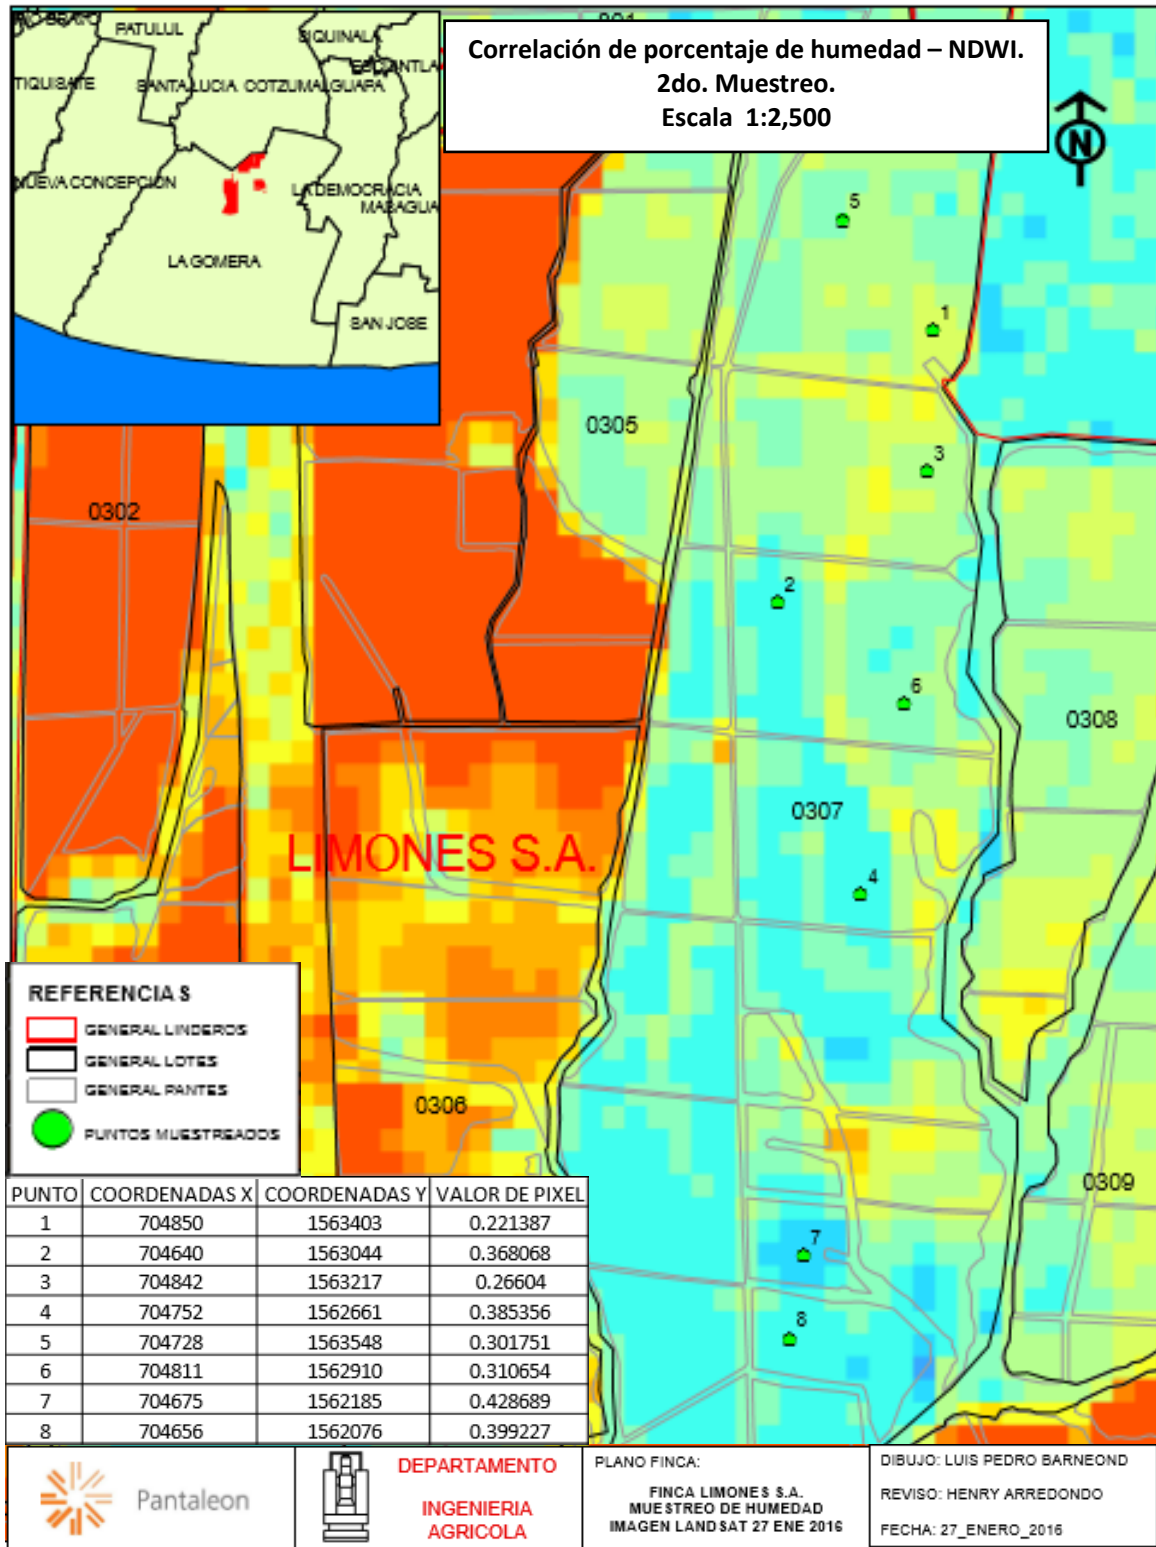 Correlación de porcentaje de humedad – NDWI.
2do. Muestreo.
Escala 1:2,500
PATULUL
SIQUINALA
TIQUISATE
SANTA LUCIA COTZUMALGUAPA
NUEVA CONCEPCION
LA DEMOCRACIA
MASAGUA
LA GOMERA
SAN JOSE
N
5
1
0305
3
0302
2
6
0308
0307
LIMONES S.A.
4
0306
0309
7
8
REFERENCIAS
GENERAL LINDEROS
GENERAL LOTES
GENERAL PANTES
PUNTOS MUESTREADOS
PUNTO COORDENADAS X COORDENADAS Y VALOR DE PIXEL
1 704850 1563403 0.221387
2 704640 1563044 0.368068
3 704842 1563217 0.26604
4 704752 1562661 0.385356
5 704728 1563548 0.301751
6 704811 1562910 0.310654
7 704675 1562185 0.428689
8 704656 1562076 0.399227
Pantaleon
DEPARTAMENTO
INGENIERIA
AGRICOLA
PLANO FINCA:
FINCA LIMONES S.A.
MUESTREO DE HUMEDAD
IMAGEN LANDSAT 27 ENE 2016
DIBUJO: LUIS PEDRO BARNEOND
REVISO: HENRY ARREDONDO
FECHA: 27_ENERO_2016